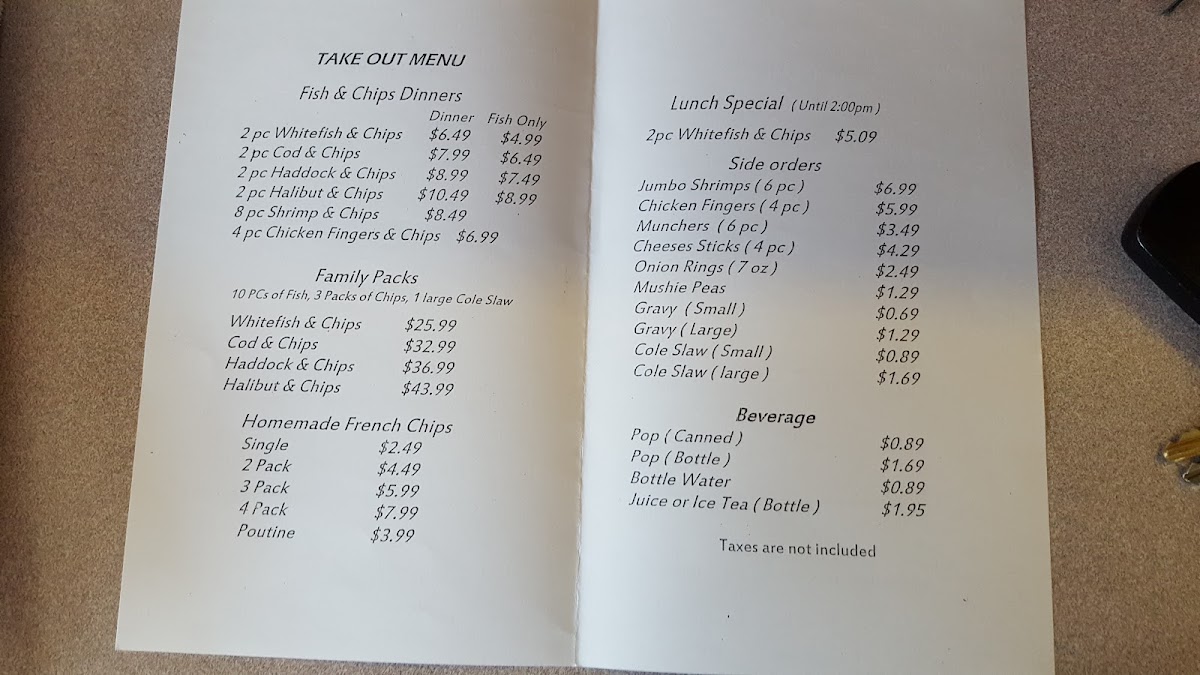 TAKE OUT MENU
Fish & Chips Dinners
Dinner Fish Only
2 pc Whitefish & Chips $6.49 $4.99
2 pc Cod & Chips $7.99 $6.49
2 pc Haddock & Chips $8.99 $7.49
2 pc Halibut & Chips $10.49 $8.99
8 pc Shrimp & Chips $8.49
4 pc Chicken Fingers & Chips $6.99
Family Packs
10 PCs of Fish, 3 Packs of Chips, 1 large Cole Slaw
Whitefish & Chips $25.99
Cod & Chips $32.99
Haddock & Chips $36.99
Halibut & Chips $43.99
Homemade French Chips
Single $2.49
2 Pack $4.49
3 Pack $5.99
4 Pack $7.99
Poutine $3.99
Lunch Special ( Until 2:00pm )
2pc Whitefish & Chips $5.09
Side orders
Jumbo Shrimps ( 6 pc ) $6.99
Chicken Fingers ( 4 pc ) $5.99
Munchers ( 6 pc ) $3.49
Cheeses Sticks ( 4 pc ) $4.29
Onion Rings ( 7 oz ) $2.49
Mushie Peas $1.29
Gravy ( Small ) $0.69
Gravy ( Large) $1.29
Cole Slaw ( Small ) $0.89
Cole Slaw ( large ) $1.69
Beverage
Pop ( Canned ) $0.89
Pop ( Bottle ) $1.69
Bottle Water $0.89
Juice or Ice Tea ( Bottle ) $1.95
Taxes are not included